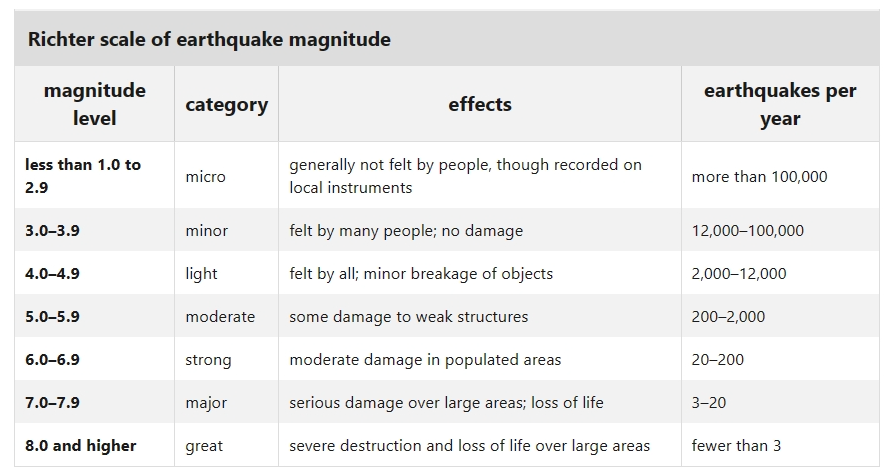 Richter scale of earthquake magnitude
magnitude level category effects earthquakes per year
less than 1.0 to 2.9 micro generally not felt by people, though recorded on local instruments more than 100,000
3.0–3.9 minor felt by many people; no damage 12,000–100,000
4.0–4.9 light felt by all; minor breakage of objects 2,000–12,000
5.0–5.9 moderate some damage to weak structures 200–2,000
6.0–6.9 strong moderate damage in populated areas 20–200
7.0–7.9 major serious damage over large areas; loss of life 3–20
8.0 and higher great severe destruction and loss of life over large areas fewer than 3